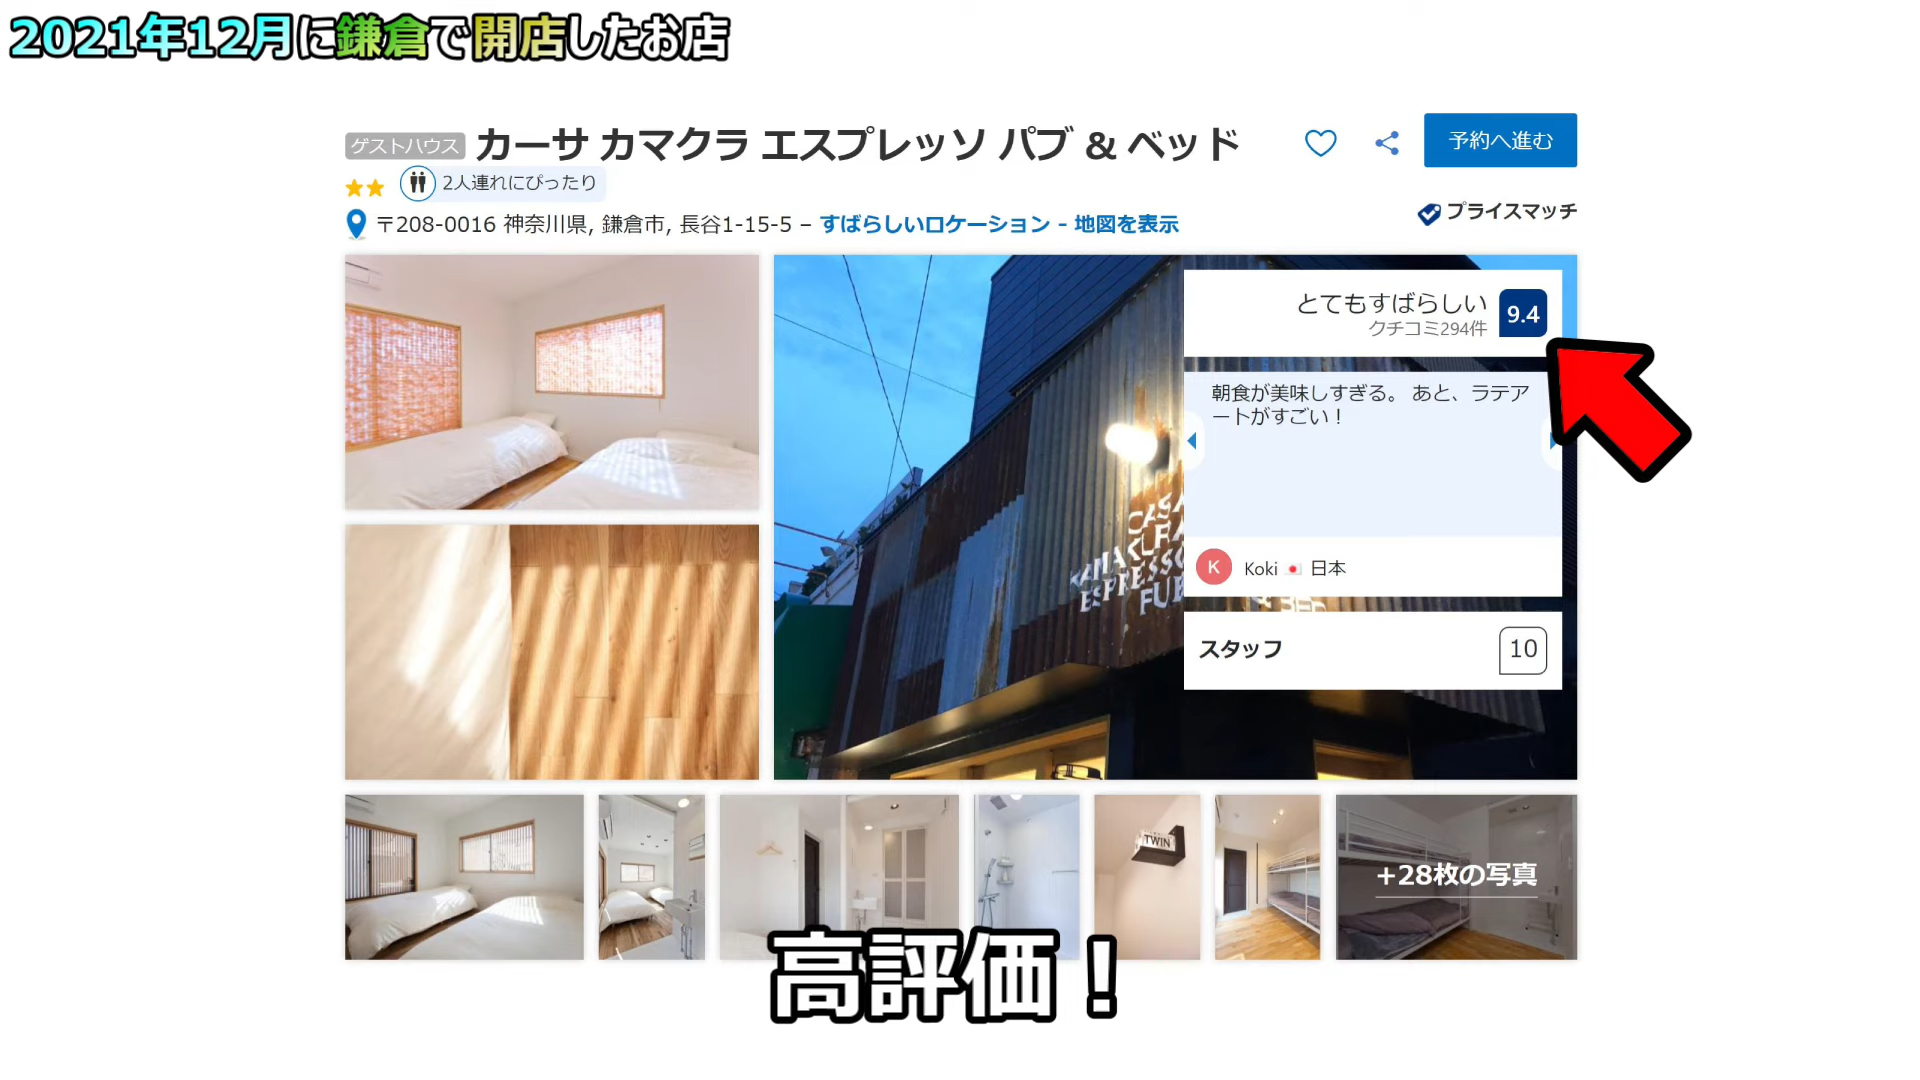 2021年12月に鎌倉で開店したお店
ゲストハウス カーサ カマクラ エスプレッソ パブ & ベッド
予約へ進む
2人連れにぴったり
〒208-0016 神奈川県, 鎌倉市, 長谷1-15-5 – すばらしいロケーション - 地図を表示
プライスマッチ
とてもすばらしい 9.4
クチコミ294件
朝食が美味しすぎる。 あと、ラテア
ートがすごい！
K Koki 日本
スタッフ 10
CASA
KAMAKURA
ESPRESSO
PUB
& BED
TWIN
+28枚の写真
高評価！